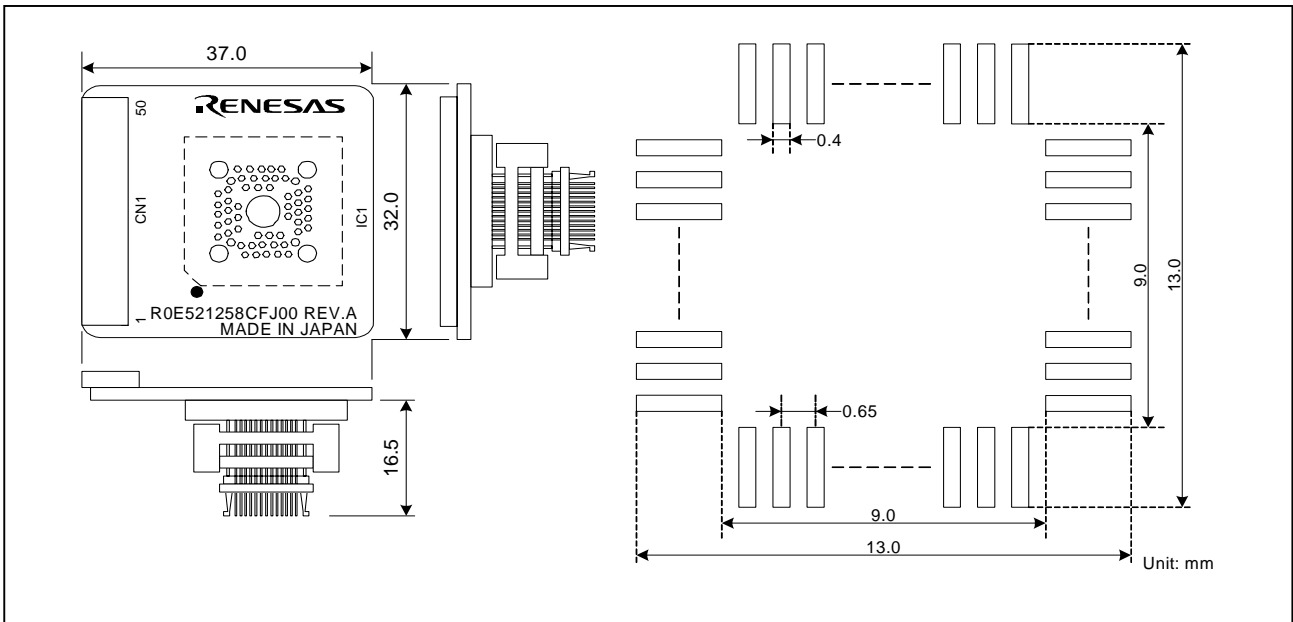 37.0
RENESAS
50
CN1
IC1
1
R0E521258CFJ00 REV.A
MADE IN JAPAN
32.0
16.5
0.4
9.0
13.0
0.65
9.0
13.0
Unit: mm